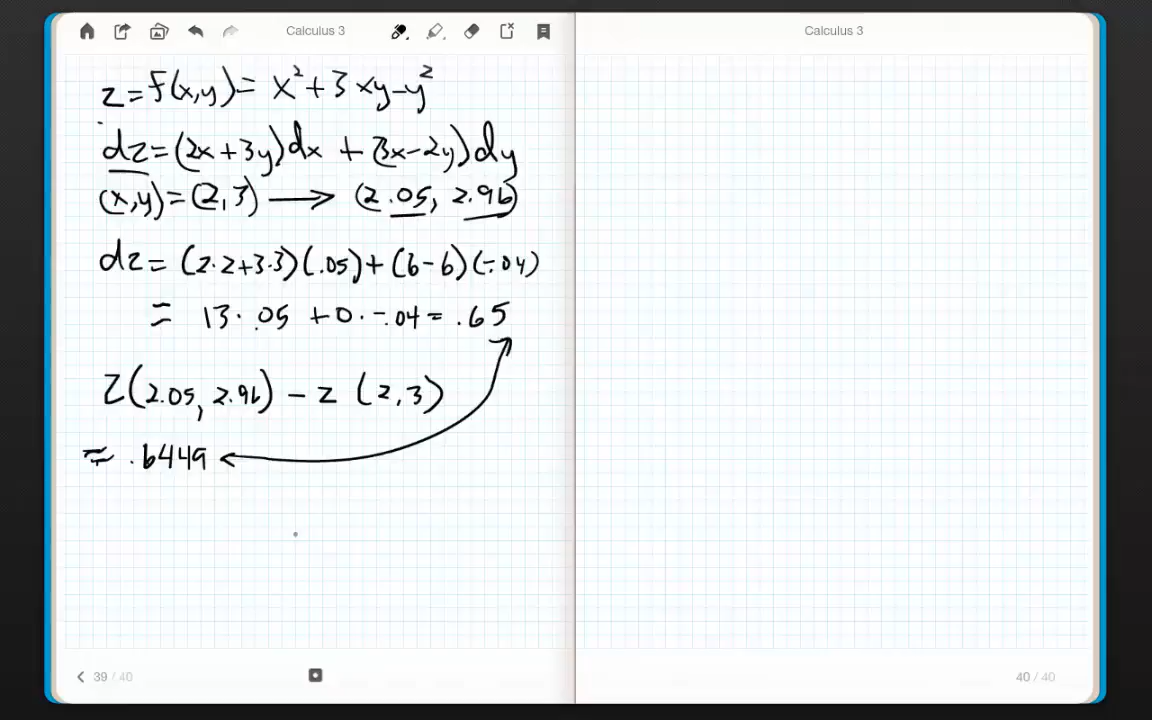 Calculus 3
z = f(x,y) = x² + 3xy - y²
dz = (2x + 3y)dx + (3x - 2y)dy
(x,y) = (2,3) → (2.05, 2.96)
dz = (2·2 + 3·3)(.05) + (6 - 6)(-.04)
= 13·.05 + 0·-.04 = .65
z(2.05, 2.96) - z(2,3)
≈ .6449
39 / 40
Calculus 3
40 / 40